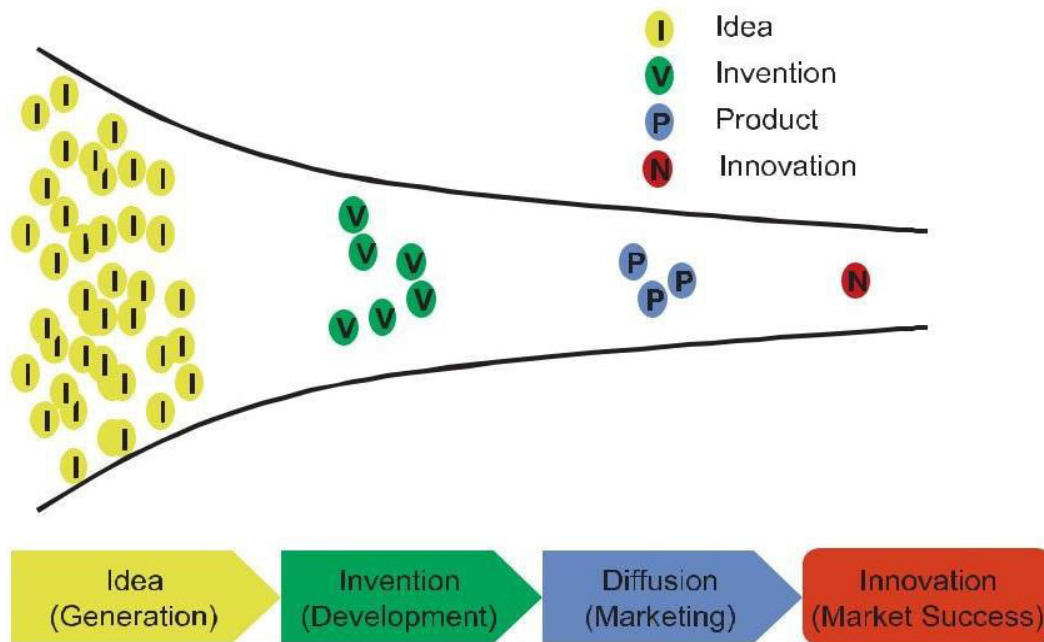 I Idea
V Invention
P Product
N Innovation
I I I I I I I I I I I I I I I I I I I I I I I I I I I I I I I I I I I I I I I I
V V V V V V V
P P P
N
Idea
(Generation)
Invention
(Development)
Diffusion
(Marketing)
Innovation
(Market Success)